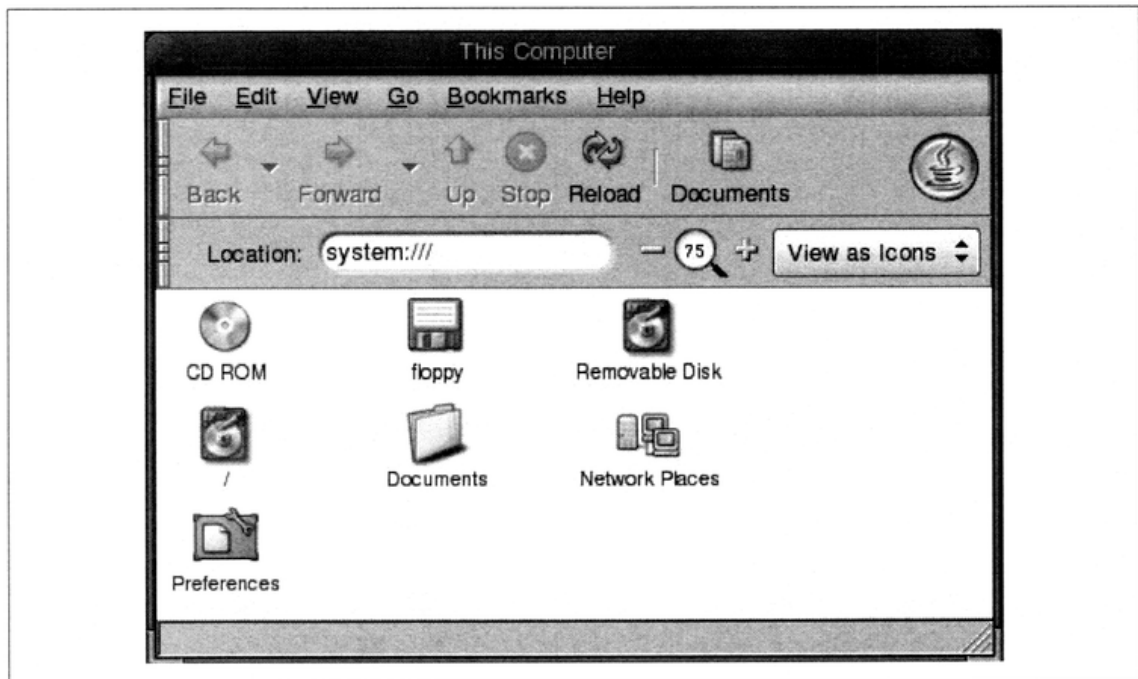 This Computer
File Edit View Go Bookmarks Help
Back Forward Up Stop Reload Documents
Location: system:/// 75 View as Icons
CD ROM floppy Removable Disk
/ Documents Network Places
Preferences